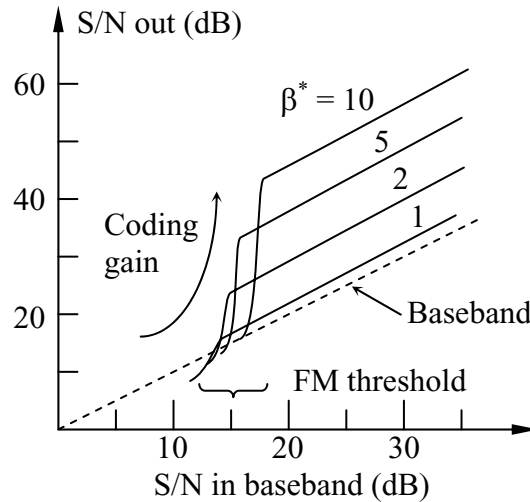 S/N out (dB)
60
β* = 10
5
40
2
Coding
gain
1
20
Baseband
FM threshold
10
20
30
S/N in baseband (dB)